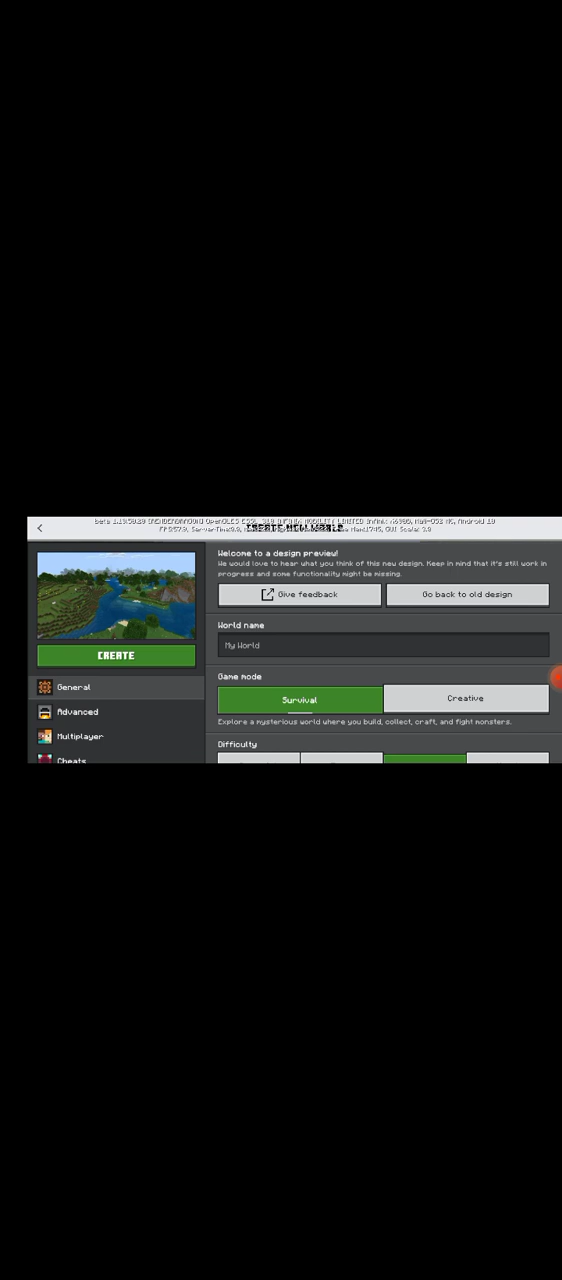 CREATE NEW WORLD
Welcome to a design preview!
We would love to hear what you think of this new design. Keep in mind that it's still work in
progress and some functionality might be missing.
Give feedback
Go back to old design
CREATE
World name
My World
General
Advanced
Multiplayer
Cheats
Game mode
Survival
Creative
Explore a mysterious world where you build, collect, craft, and fight monsters.
Difficulty